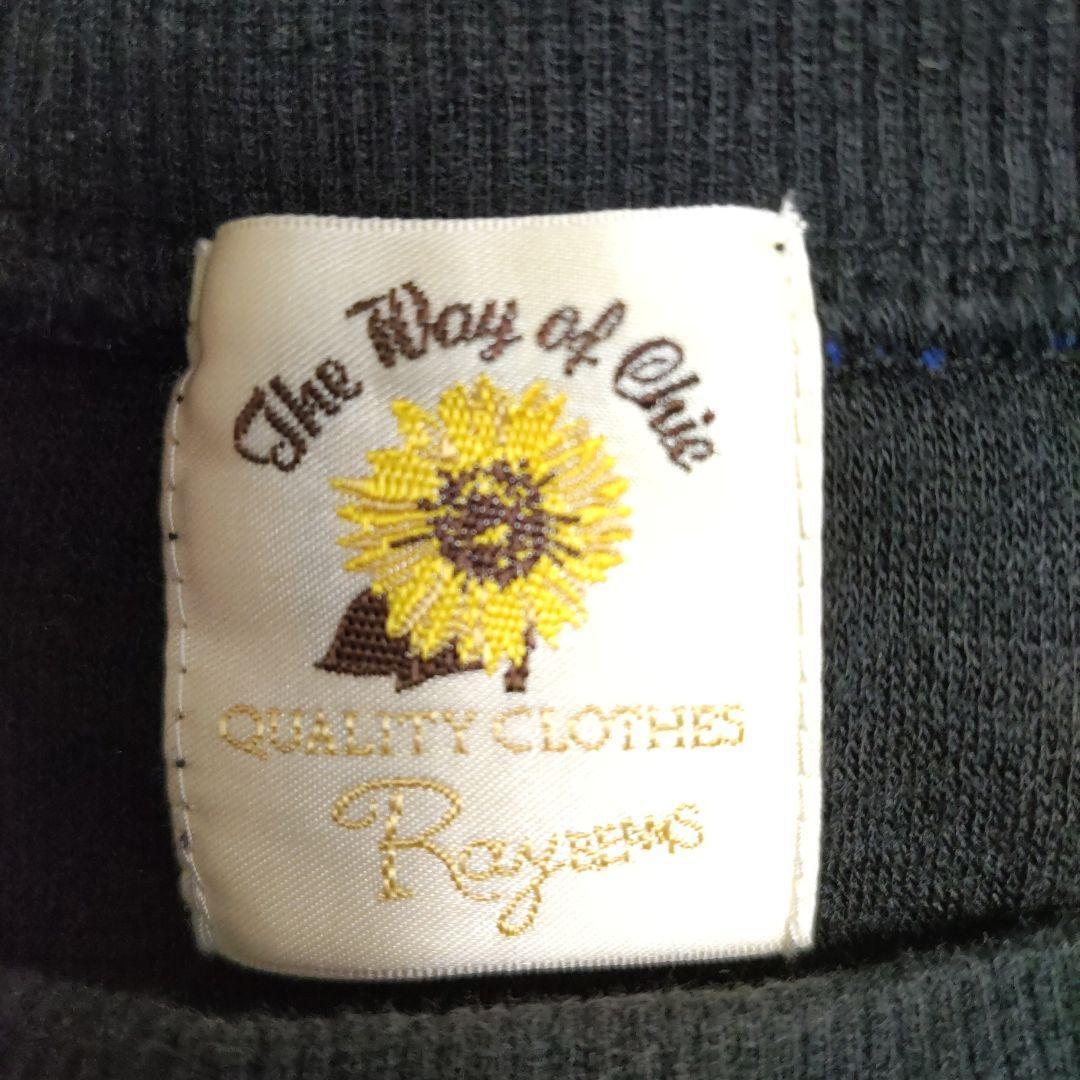 The Way of Chic
QUALITY CLOTHES
Ray BEAMS